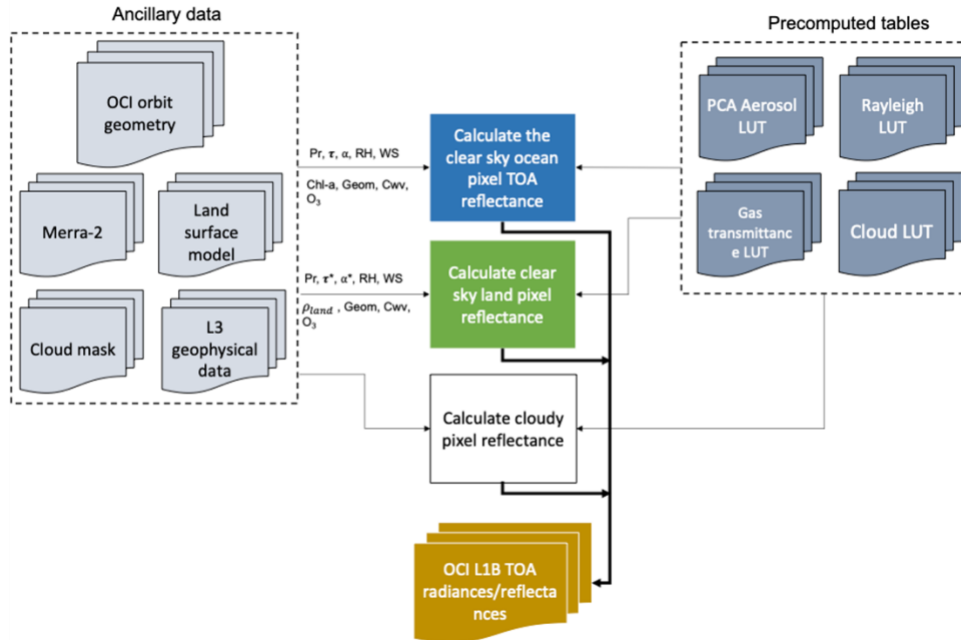 Ancillary data
Precomputed tables
OCI orbit
geometry
Merra-2
Land
surface
model
Cloud mask
L3
geophysical
data
Pr, τ, α, RH, WS
Chl-a, Geom, Cwv,
O₃
Pr, τ*, α*, RH, WS
ρ_land , Geom, Cwv,
O₃
Calculate the
clear sky ocean
pixel TOA
reflectance
Calculate clear
sky land pixel
reflectance
Calculate cloudy
pixel reflectance
PCA Aerosol
LUT
Rayleigh
LUT
Gas
transmittanc
e LUT
Cloud LUT
OCI L1B TOA
radiances/reflecta
nces